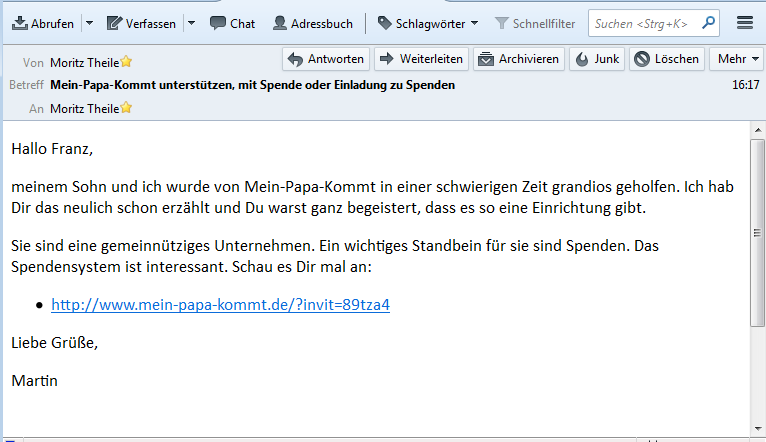 Abrufen Verfassen Chat Adressbuch Schlagwörter Schnellfilter Suchen <Strg+K>
Von Moritz Theile Antworten Weiterleiten Archivieren Junk Löschen Mehr
Betreff Mein-Papa-Kommt unterstützen, mit Spende oder Einladung zu Spenden 16:17
An Moritz Theile
Hallo Franz,
meinem Sohn und ich wurde von Mein-Papa-Kommt in einer schwierigen Zeit grandios geholfen. Ich hab
Dir das neulich schon erzählt und Du warst ganz begeistert, dass es so eine Einrichtung gibt.
Sie sind eine gemeinnütziges Unternehmen. Ein wichtiges Standbein für sie sind Spenden. Das
Spendensystem ist interessant. Schau es Dir mal an:
• http://www.mein-papa-kommt.de/?invit=89tza4
Liebe Grüße,
Martin